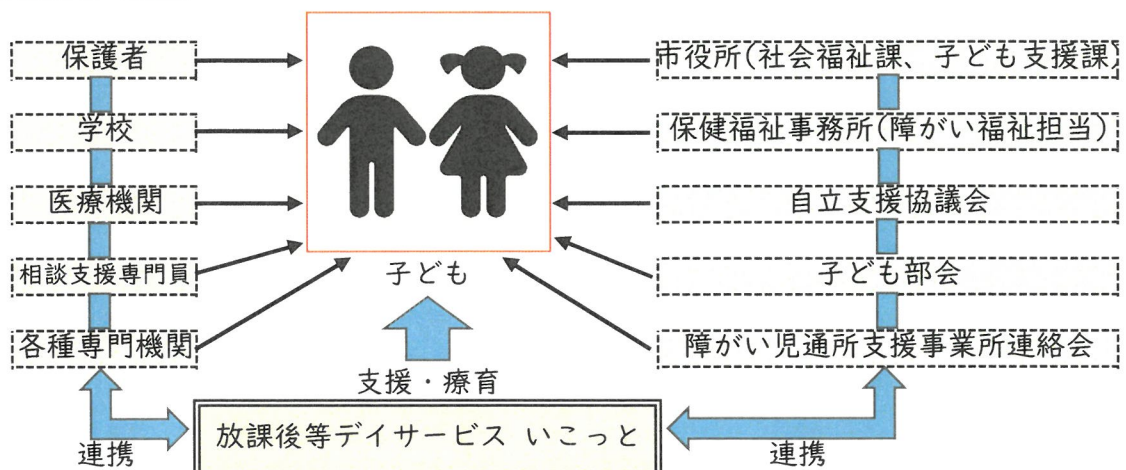 保護者
学校
医療機関
相談支援専門員
各種専門機関
連携
子ども
支援・療育
放課後等デイサービス いこっと
市役所(社会福祉課、子ども支援課)
保健福祉事務所(障がい福祉担当)
自立支援協議会
子ども部会
障がい児通所支援事業所連絡会
連携